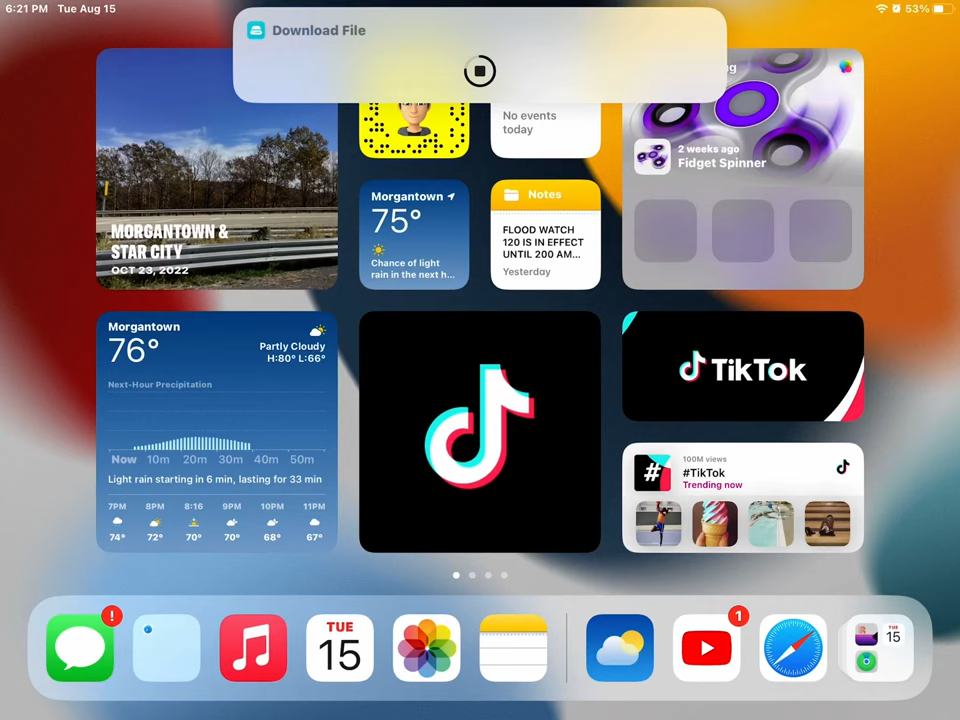 6:21 PM Tue Aug 15
53%
Download File
MORGANTOWN &
STAR CITY
OCT 23, 2022
No events
today
2 weeks ago
Fidget Spinner
Morgantown
75°
Chance of light
rain in the next h...
Notes
FLOOD WATCH
120 IS IN EFFECT
UNTIL 200 AM...
Yesterday
Morgantown
76°
Partly Cloudy
H:80° L:66°
Next-Hour Precipitation
Now 10m 20m 30m 40m 50m
Light rain starting in 6 min, lasting for 33 min
7PM 8PM 8:16 9PM 10PM 11PM
74° 72° 70° 70° 68° 67°
TikTok
100M views
#TikTok
Trending now
#
!
TUE
15
1
TUE
15